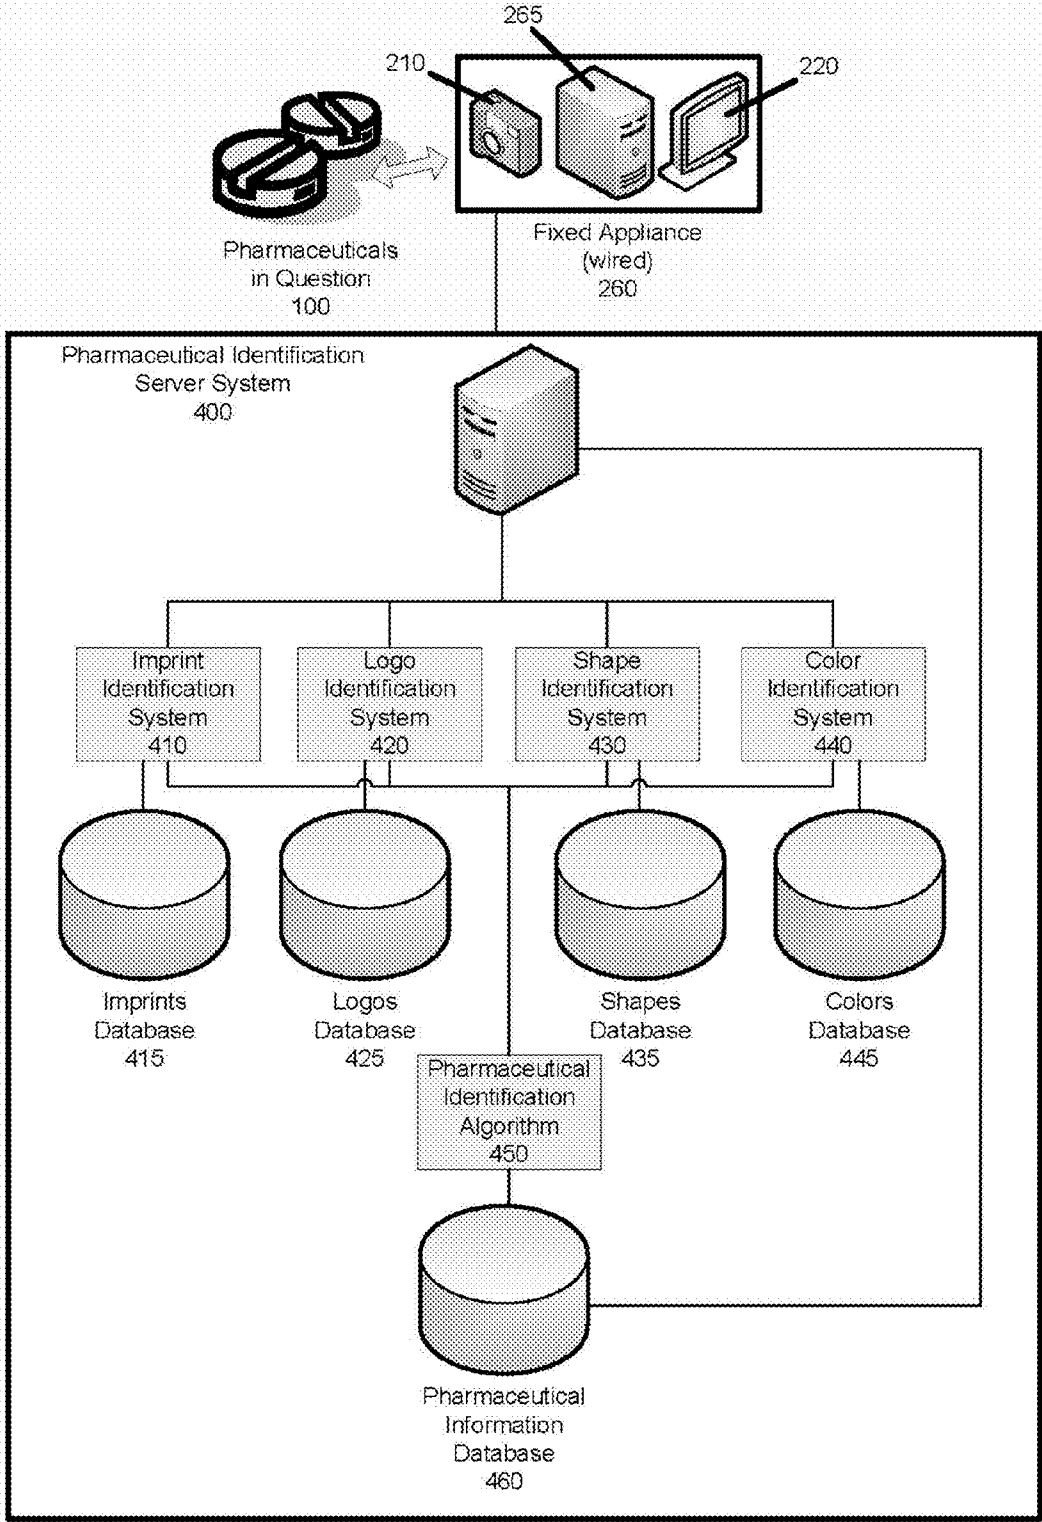 265
210
220
Fixed Appliance
(wired)
260
Pharmaceuticals
in Question
100
Pharmaceutical Identification
Server System
400
Imprint
Identification
System
410
Logo
Identification
System
420
Shape
Identification
System
430
Color
Identification
System
440
Imprints
Database
415
Logos
Database
425
Shapes
Database
435
Colors
Database
445
Pharmaceutical
Identification
Algorithm
450
Pharmaceutical
Information
Database
460